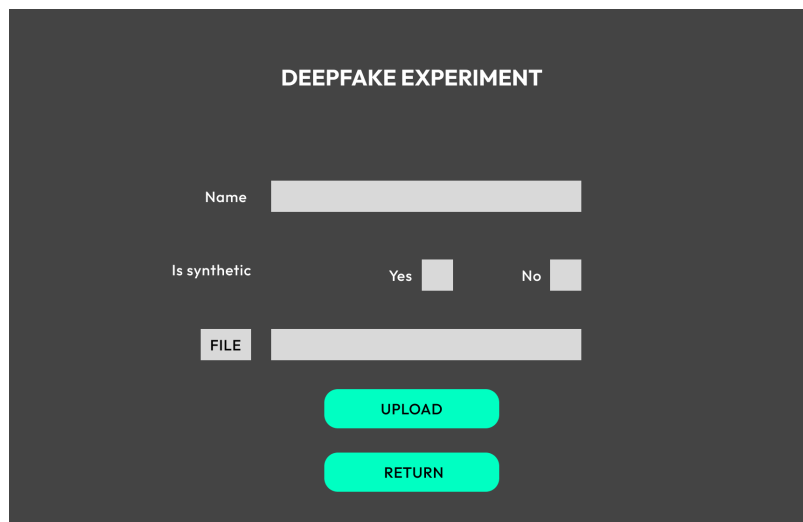 DEEPFAKE EXPERIMENT
Name
Is synthetic Yes No
FILE
UPLOAD
RETURN